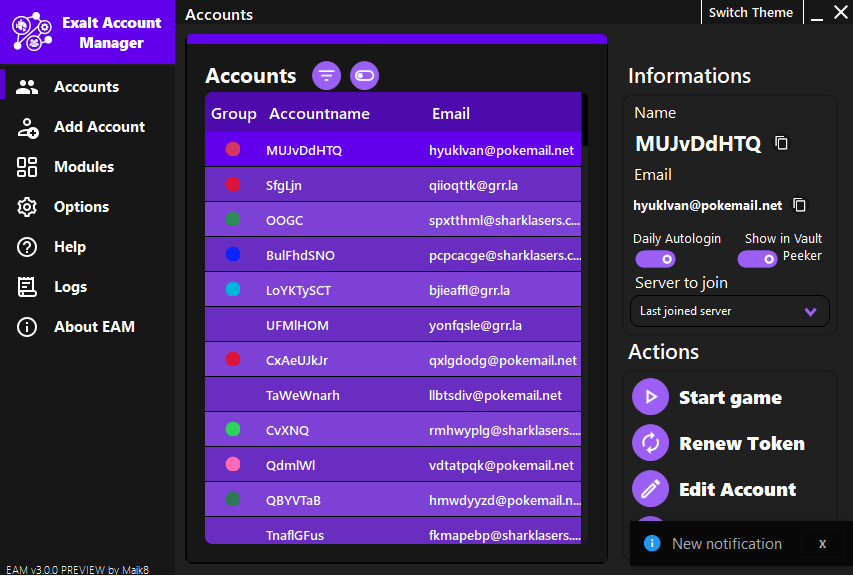 Exalt Account
Manager
Accounts
Switch Theme
Accounts
Add Account
Modules
Options
Help
Logs
About EAM
EAM v3.0.0 PREVIEW by Maik8
Accounts
Group Accountname Email
MUJvDdHTQ hyuklvan@pokemail.net
SfgLjn qiioqttk@grr.la
OOGC spxtthml@sharklasers.c...
BulFhdSNO pcpcacge@sharklasers.c...
LoYKTySCT bjieaffl@grr.la
UFMlHOM yonfqsle@grr.la
CxAeUJkJr qxlgdodg@pokemail.net
TaWeWnarh llbtsdiv@pokemail.net
CvXNQ rmhwyplg@sharklasers....
QdmlWl vdtatpqk@pokemail.net
QBYVTaB hmwdyyzd@pokemail.n...
TnaflGFus fkmapebp@sharklasers....
Informations
Name
MUJvDdHTQ
Email
hyuklvan@pokemail.net
Daily Autologin
Show in Vault
Peeker
Server to join
Last joined server
Actions
Start game
Renew Token
Edit Account
New notification x